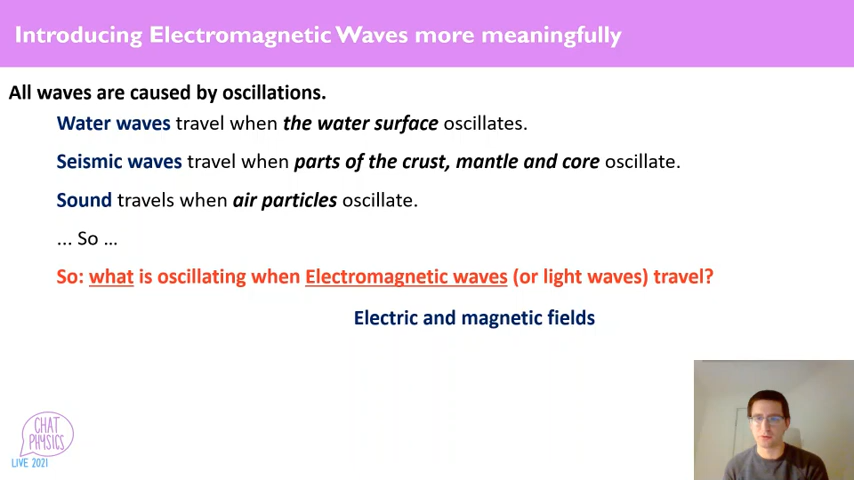 Introducing Electromagnetic Waves more meaningfully
All waves are caused by oscillations.
Water waves travel when the water surface oscillates.
Seismic waves travel when parts of the crust, mantle and core oscillate.
Sound travels when air particles oscillate.
... So ...
So: what is oscillating when Electromagnetic waves (or light waves) travel?
Electric and magnetic fields
CHAT
PHYSICS
LIVE 2021